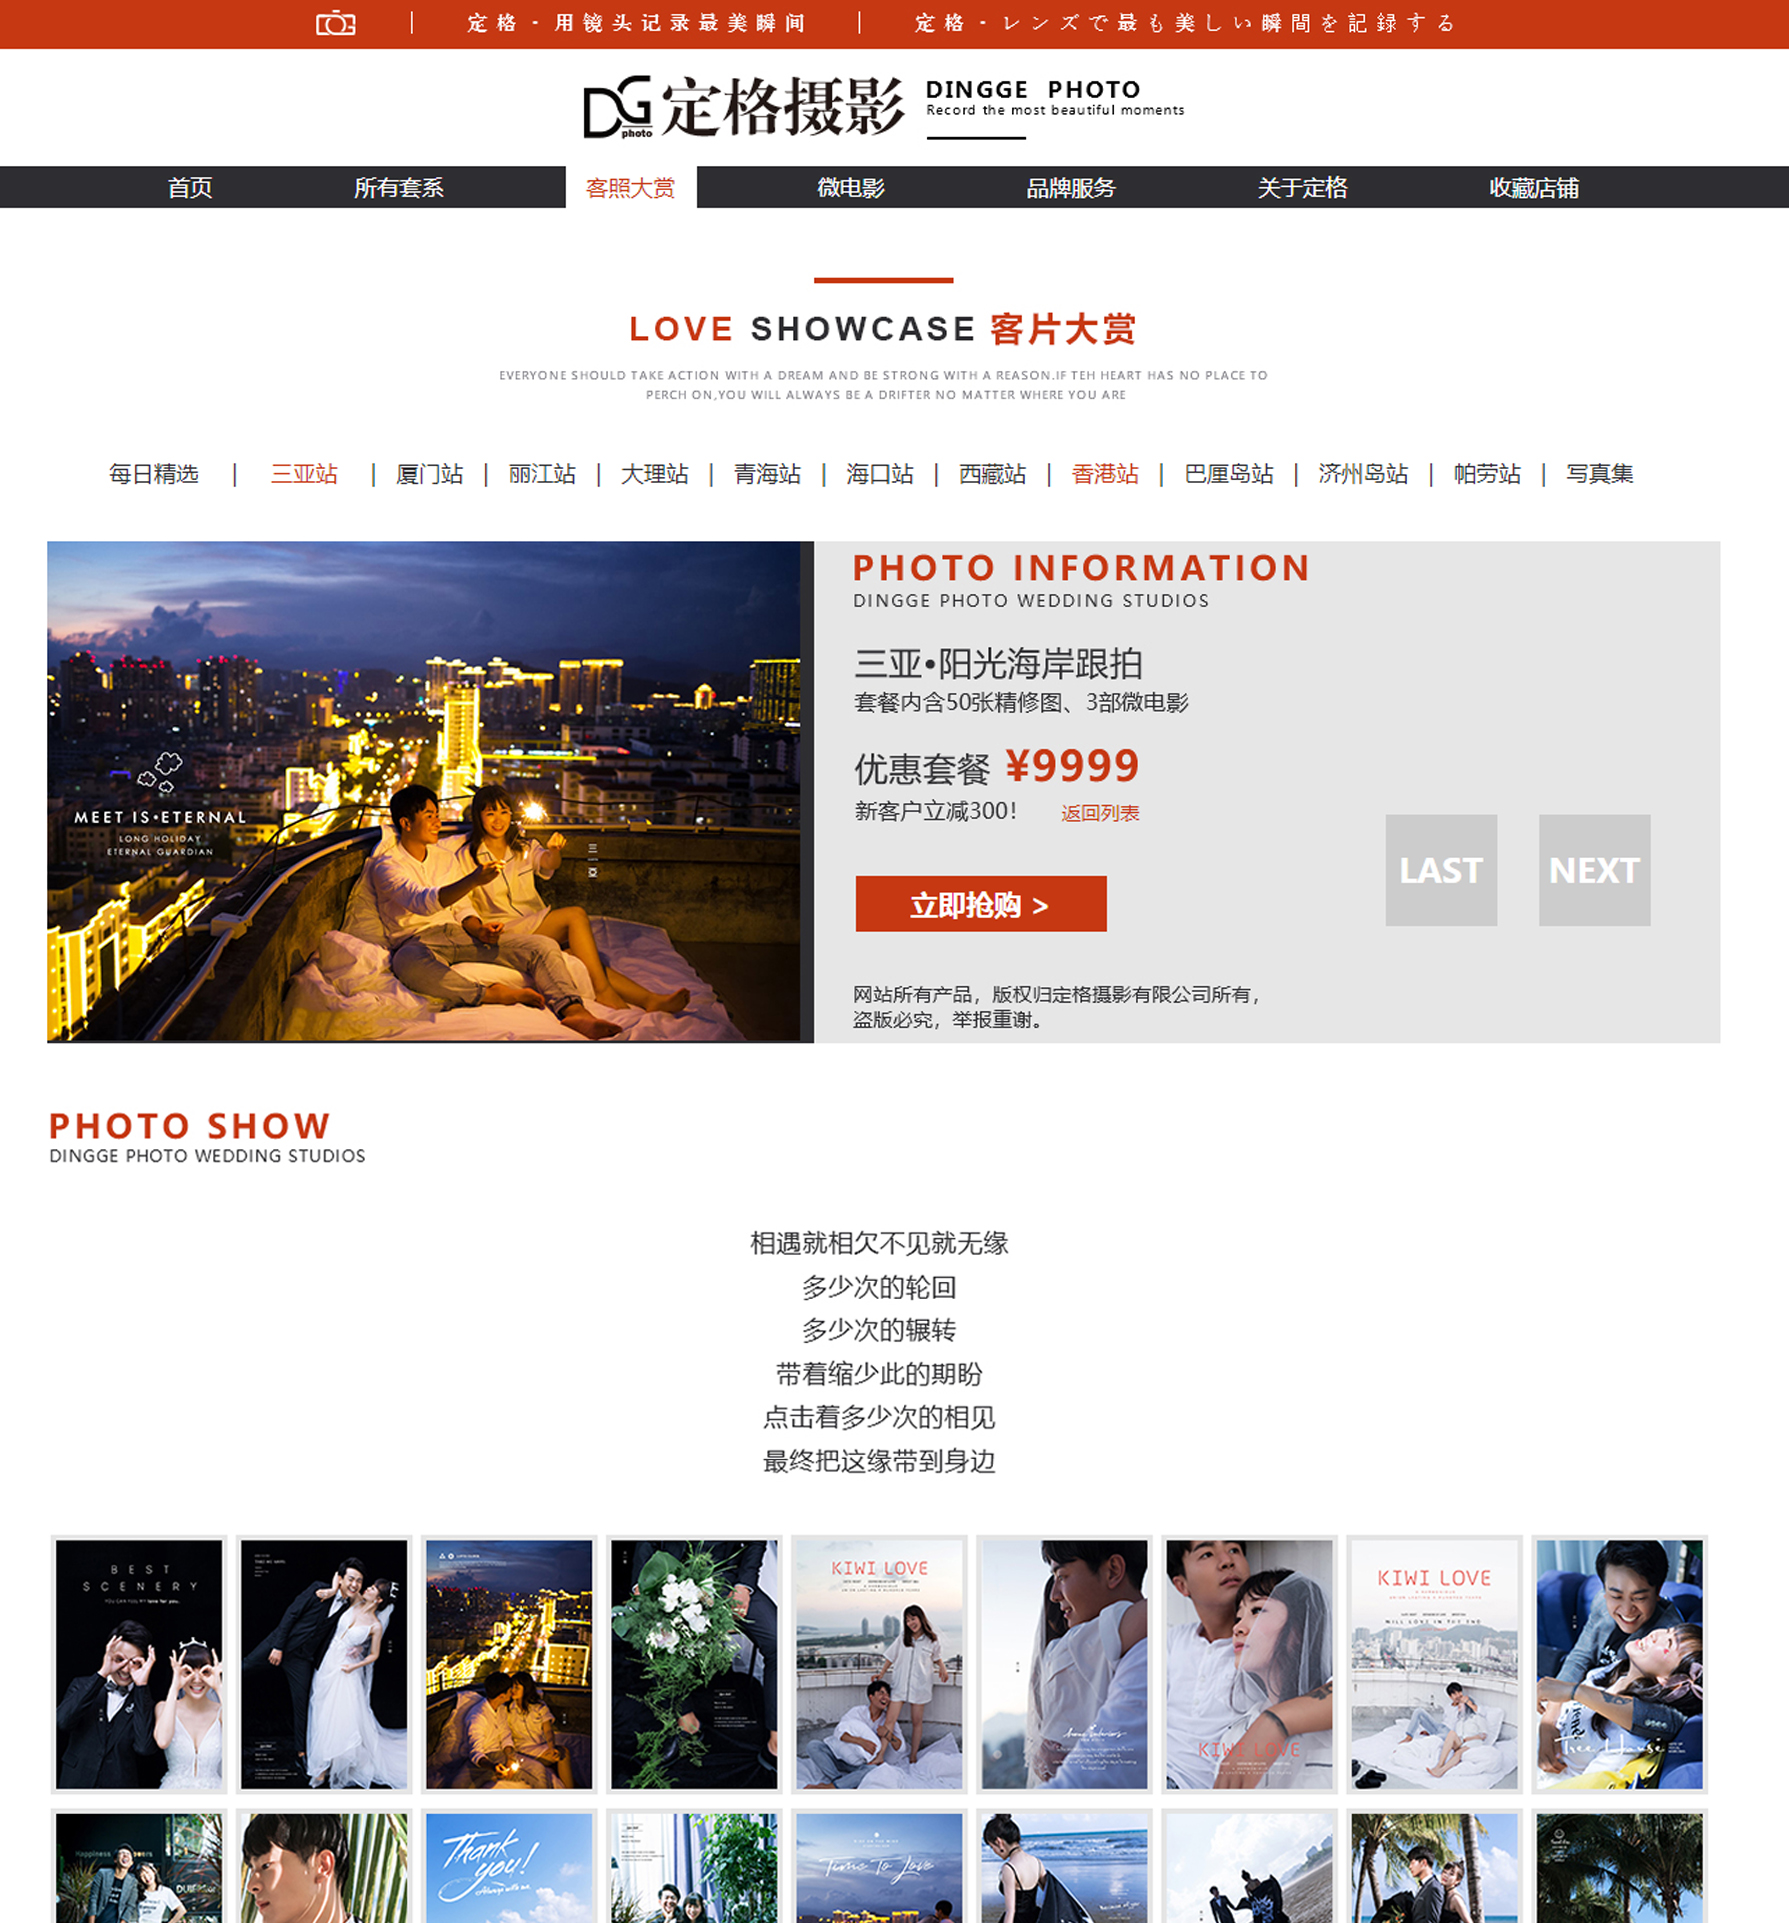 定格·用镜头记录最美瞬间 | 定格·レンズで最も美しい瞬間を記録する
DG photo 定格摄影 DINGGE PHOTO
Record the most beautiful moments
首页 所有套系 客照大赏 微电影 品牌服务 关于定格 收藏店铺
LOVE SHOWCASE 客片大赏
EVERYONE SHOULD TAKE ACTION WITH A DREAM AND BE STRONG WITH A REASON.IF TEH HEART HAS NO PLACE TO
PERCH ON,YOU WILL ALWAYS BE A DRIFTER NO MATTER WHERE YOU ARE
每日精选 | 三亚站 | 厦门站 | 丽江站 | 大理站 | 青海站 | 海口站 | 西藏站 | 香港站 | 巴厘岛站 | 济州岛站 | 帕劳站 | 写真集
MEET IS•ETERNAL
LONG HOLIDAY
ETERNAL GUARDIAN
三亚
PHOTO INFORMATION
DINGGE PHOTO WEDDING STUDIOS
三亚•阳光海岸跟拍
套餐内含50张精修图、3部微电影
优惠套餐 ¥9999
新客户立减300！ 返回列表
LAST NEXT
立即抢购 >
网站所有产品，版权归定格摄影有限公司所有，
盗版必究，举报重谢。
PHOTO SHOW
DINGGE PHOTO WEDDING STUDIOS
相遇就相欠不见就无缘
多少次的轮回
多少次的辗转
带着缩少此的期盼
点击着多少次的相见
最终把这缘带到身边
BEST
SCENERY
KIWI LOVE
KIWI LOVE
KIWI LOVE
WILL LOVE IN THE END
Tree House
Happiness
Thank
you!
Always with me.
Time To Love